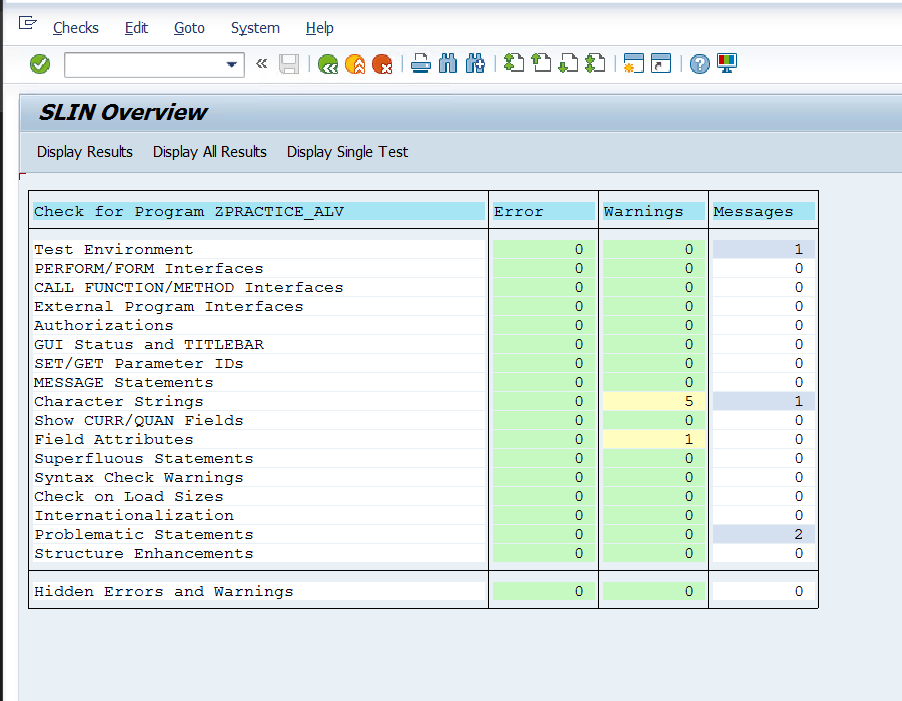 Checks Edit Goto System Help
SLIN Overview
Display Results Display All Results Display Single Test
Check for Program ZPRACTICE_ALV Error Warnings Messages
Test Environment 0 0 1
PERFORM/FORM Interfaces 0 0 0
CALL FUNCTION/METHOD Interfaces 0 0 0
External Program Interfaces 0 0 0
Authorizations 0 0 0
GUI Status and TITLEBAR 0 0 0
SET/GET Parameter IDs 0 0 0
MESSAGE Statements 0 0 0
Character Strings 0 5 1
Show CURR/QUAN Fields 0 0 0
Field Attributes 0 1 0
Superfluous Statements 0 0 0
Syntax Check Warnings 0 0 0
Check on Load Sizes 0 0 0
Internationalization 0 0 0
Problematic Statements 0 0 2
Structure Enhancements 0 0 0
Hidden Errors and Warnings 0 0 0